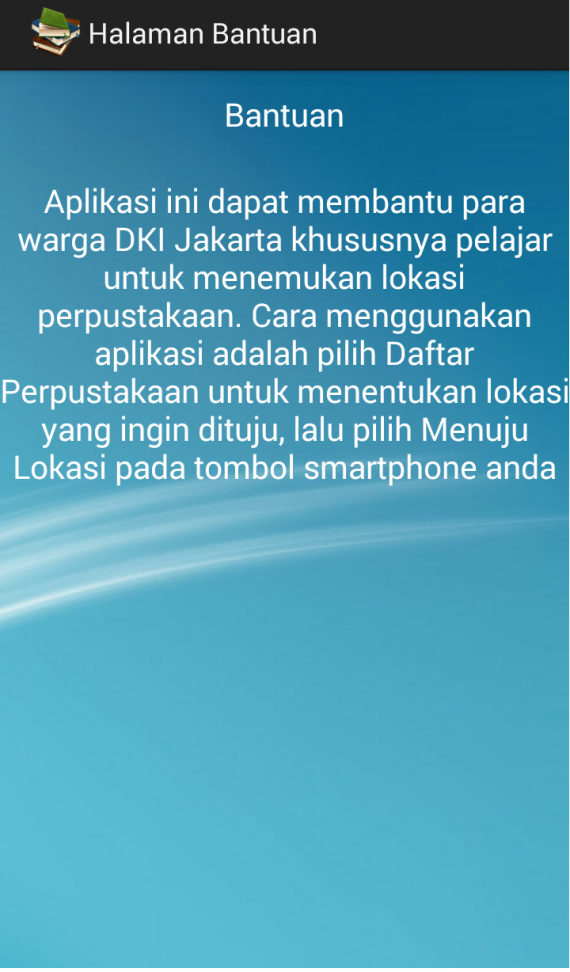 Halaman Bantuan
Bantuan
Aplikasi ini dapat membantu para
warga DKI Jakarta khususnya pelajar
untuk menemukan lokasi
perpustakaan. Cara menggunakan
aplikasi adalah pilih Daftar
Perpustakaan untuk menentukan lokasi
yang ingin dituju, lalu pilih Menuju
Lokasi pada tombol smartphone anda